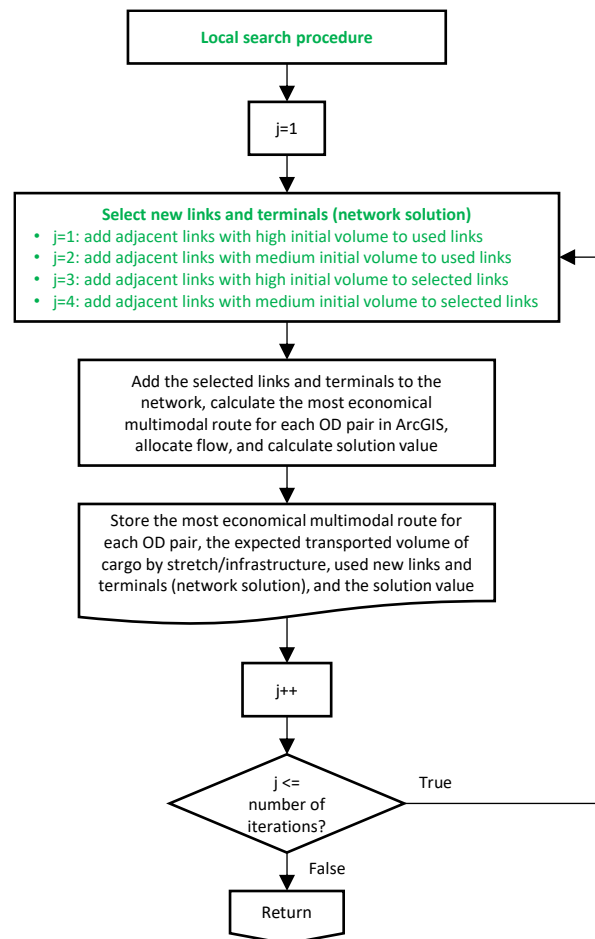 Local search procedure
j=1
Select new links and terminals (network solution)
• j=1: add adjacent links with high initial volume to used links
• j=2: add adjacent links with medium initial volume to used links
• j=3: add adjacent links with high initial volume to selected links
• j=4: add adjacent links with medium initial volume to selected links
Add the selected links and terminals to the
network, calculate the most economical
multimodal route for each OD pair in ArcGIS,
allocate flow, and calculate solution value
Store the most economical multimodal route for
each OD pair, the expected transported volume of
cargo by stretch/infrastructure, used new links and
terminals (network solution), and the solution value
j++
j <=
number of
iterations?
True
False
Return